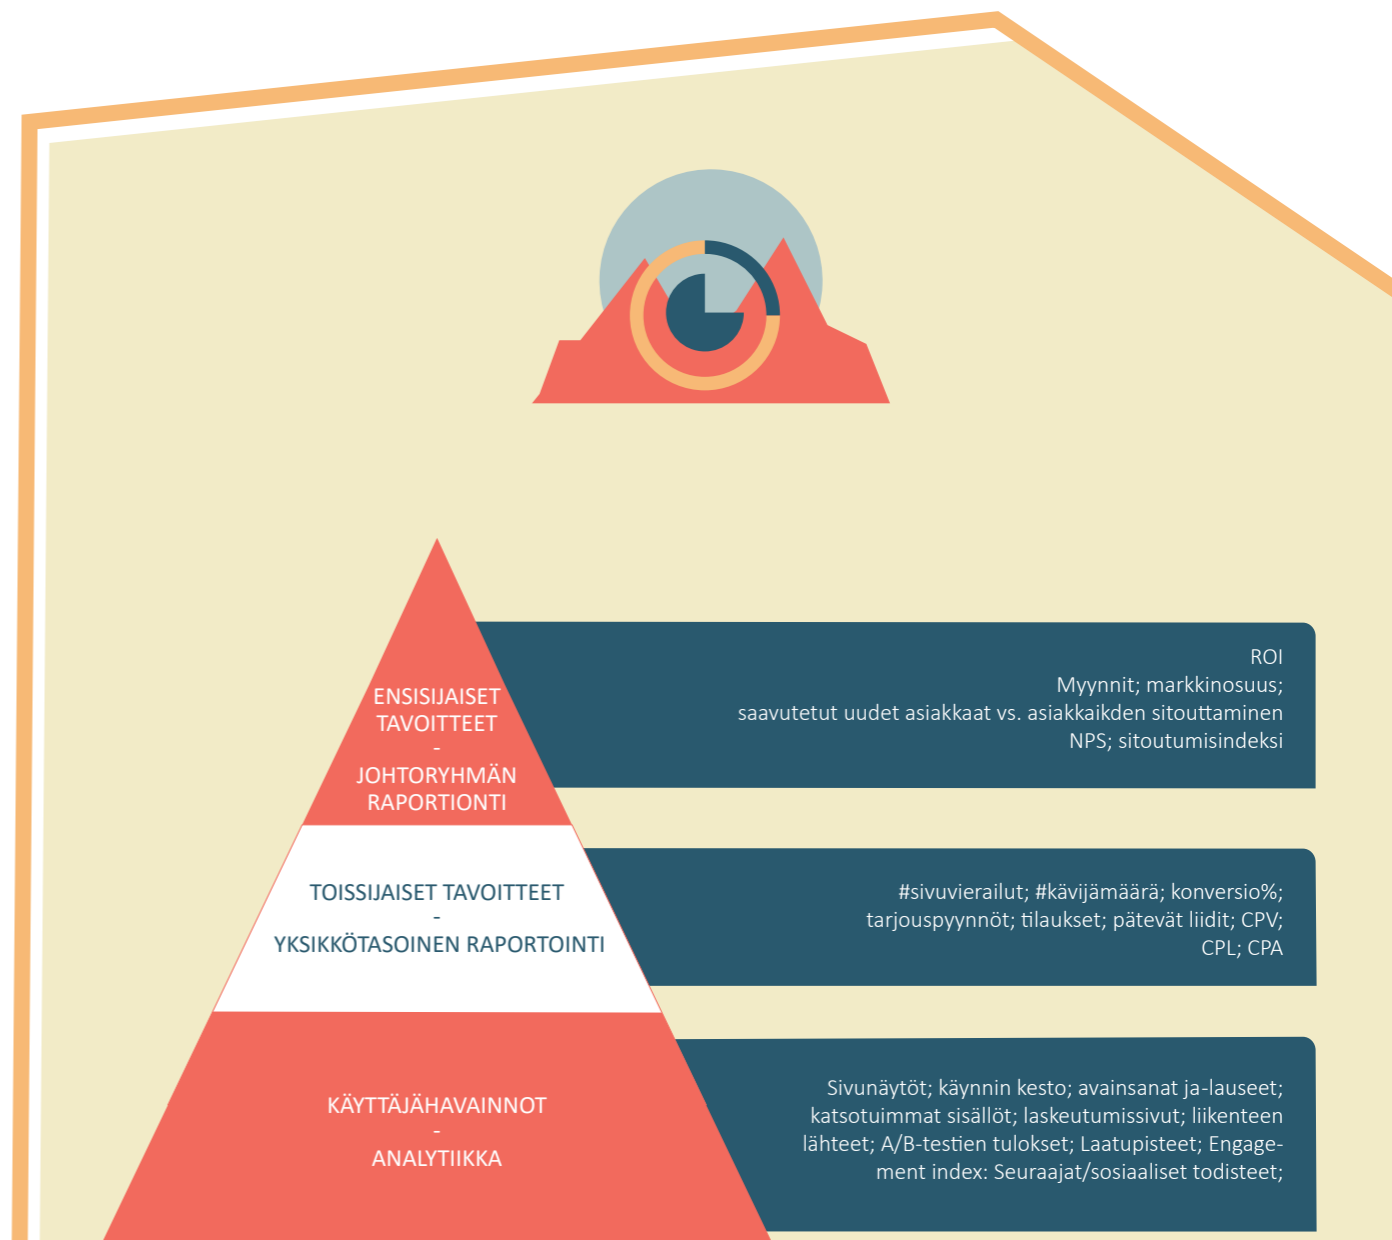 ENSISIJAISET
TAVOITTEET
-
JOHTORYHMÄN
RAPORTIONTI
ROI
Myynnit; markkinosuus;
saavutetut uudet asiakkaat vs. asiakkaikden sitouttaminen
NPS; sitoutumisindeksi
TOISSIJAISET TAVOITTEET
-
YKSIKKÖTASOINEN RAPORTOINTI
#sivuvierailut; #kävijämäärä; konversio%;
tarjouspyynnöt; tilaukset; pätevät liidit; CPV;
CPL; CPA
KÄYTTÄJÄHAVAINNOT
-
ANALYTIIKKA
Sivunäytöt; käynnin kesto; avainsanat ja-lauseet;
katsotuimmat sisällöt; laskeutumissivut; liikenteen
lähteet; A/B-testien tulokset; Laatupisteet; Engage-
ment index: Seuraajat/sosiaaliset todisteet;